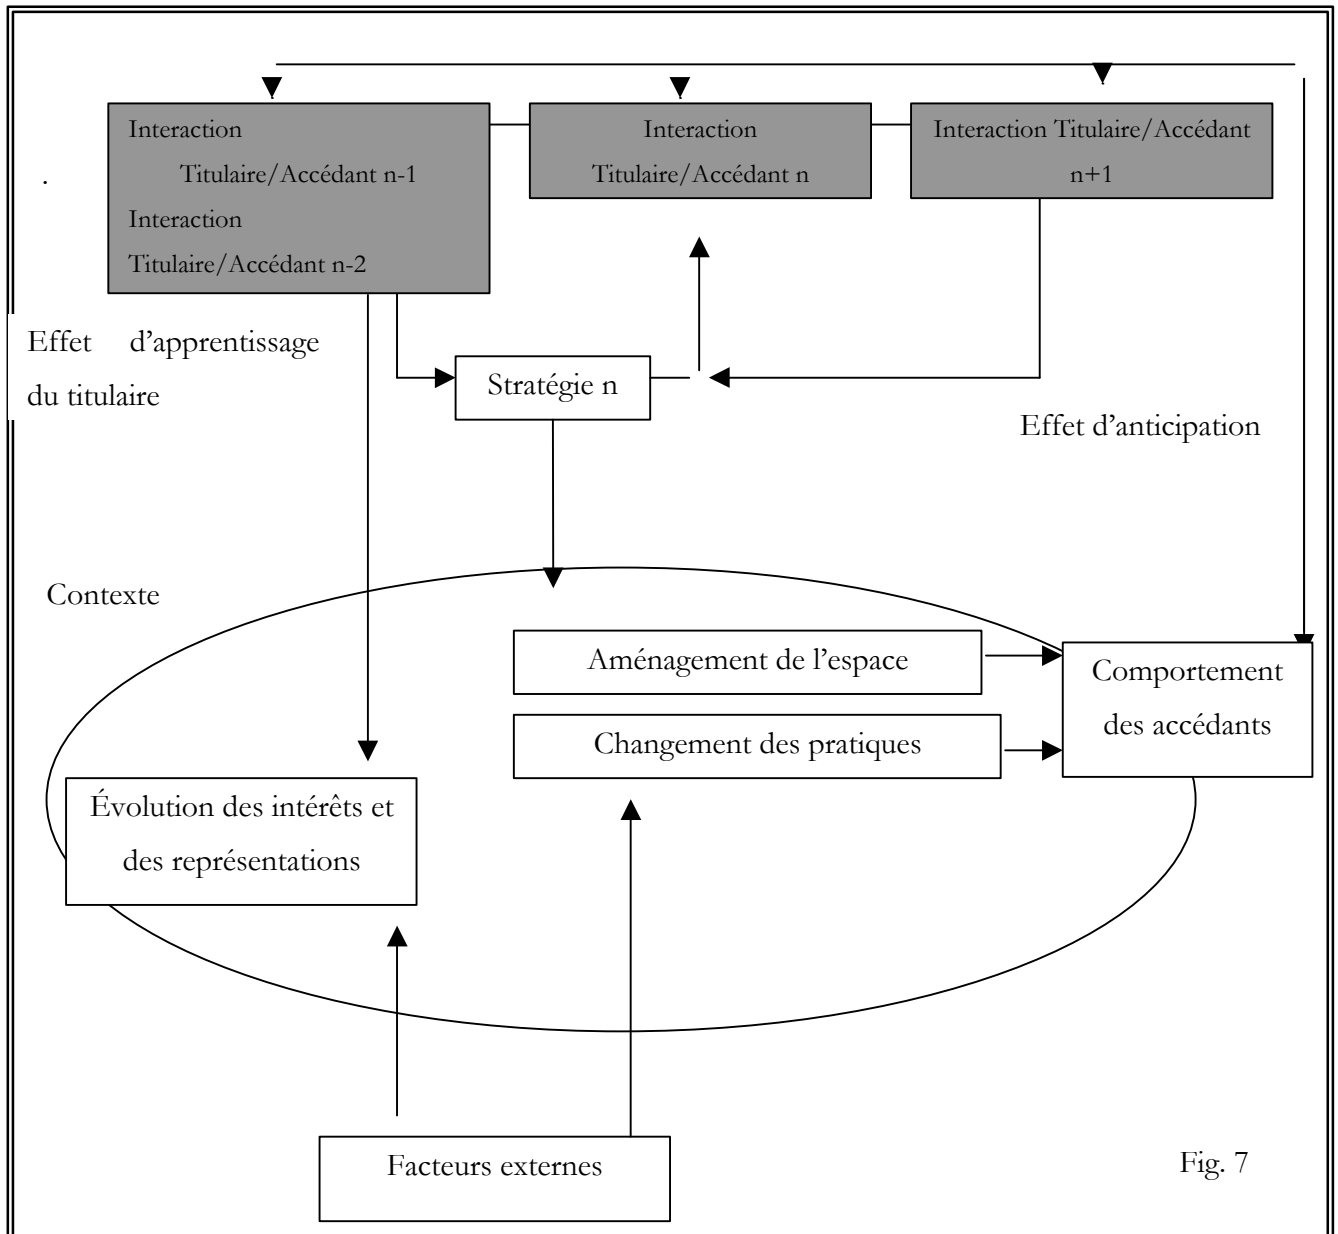 Interaction
Titulaire/Accédant n-1
Interaction
Titulaire/Accédant n-2
Interaction
Titulaire/Accédant n
Interaction Titulaire/Accédant
n+1
.
Effet d’apprentissage
du titulaire
Stratégie n
Effet d’anticipation
Contexte
Aménagement de l’espace
Changement des pratiques
Comportement
des accédants
Évolution des intérêts et
des représentations
Facteurs externes
Fig. 7